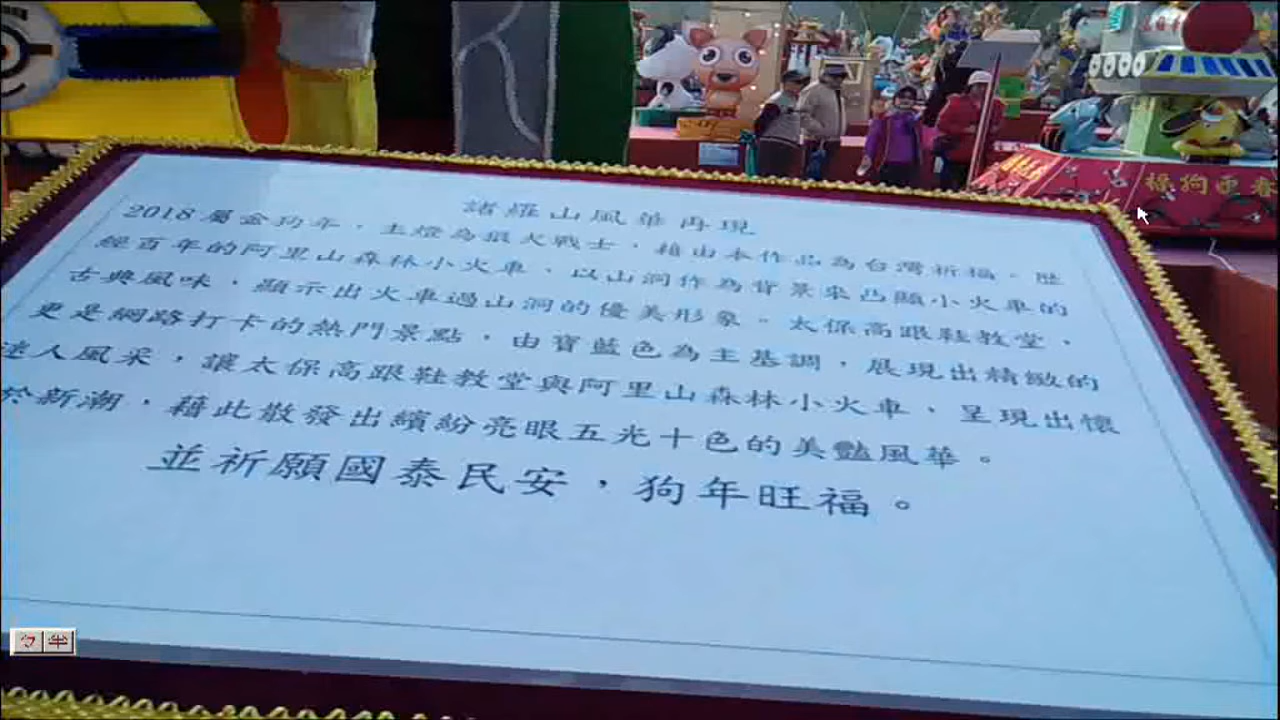 諸羅山風華再現
2018屬金狗年,主燈為狼犬戰士,藉由本作品為台灣祈福。歷
經百年的阿里山森林小火車、以山洞作為背景來凸顯小火車的
古典風味,顯示出火車過山洞的優美形象。太保高跟鞋教堂,
更是網路打卡的熱門景點,由寶藍色為主基調,展現出精緻的
迷人風采,讓太保高跟鞋教堂與阿里山森林小火車、呈現出懷
於新潮,藉此散發出繽紛亮眼五光十色的美豔風華。
並祈願國泰民安,狗年旺福。
福狗迎春
ㄅ半